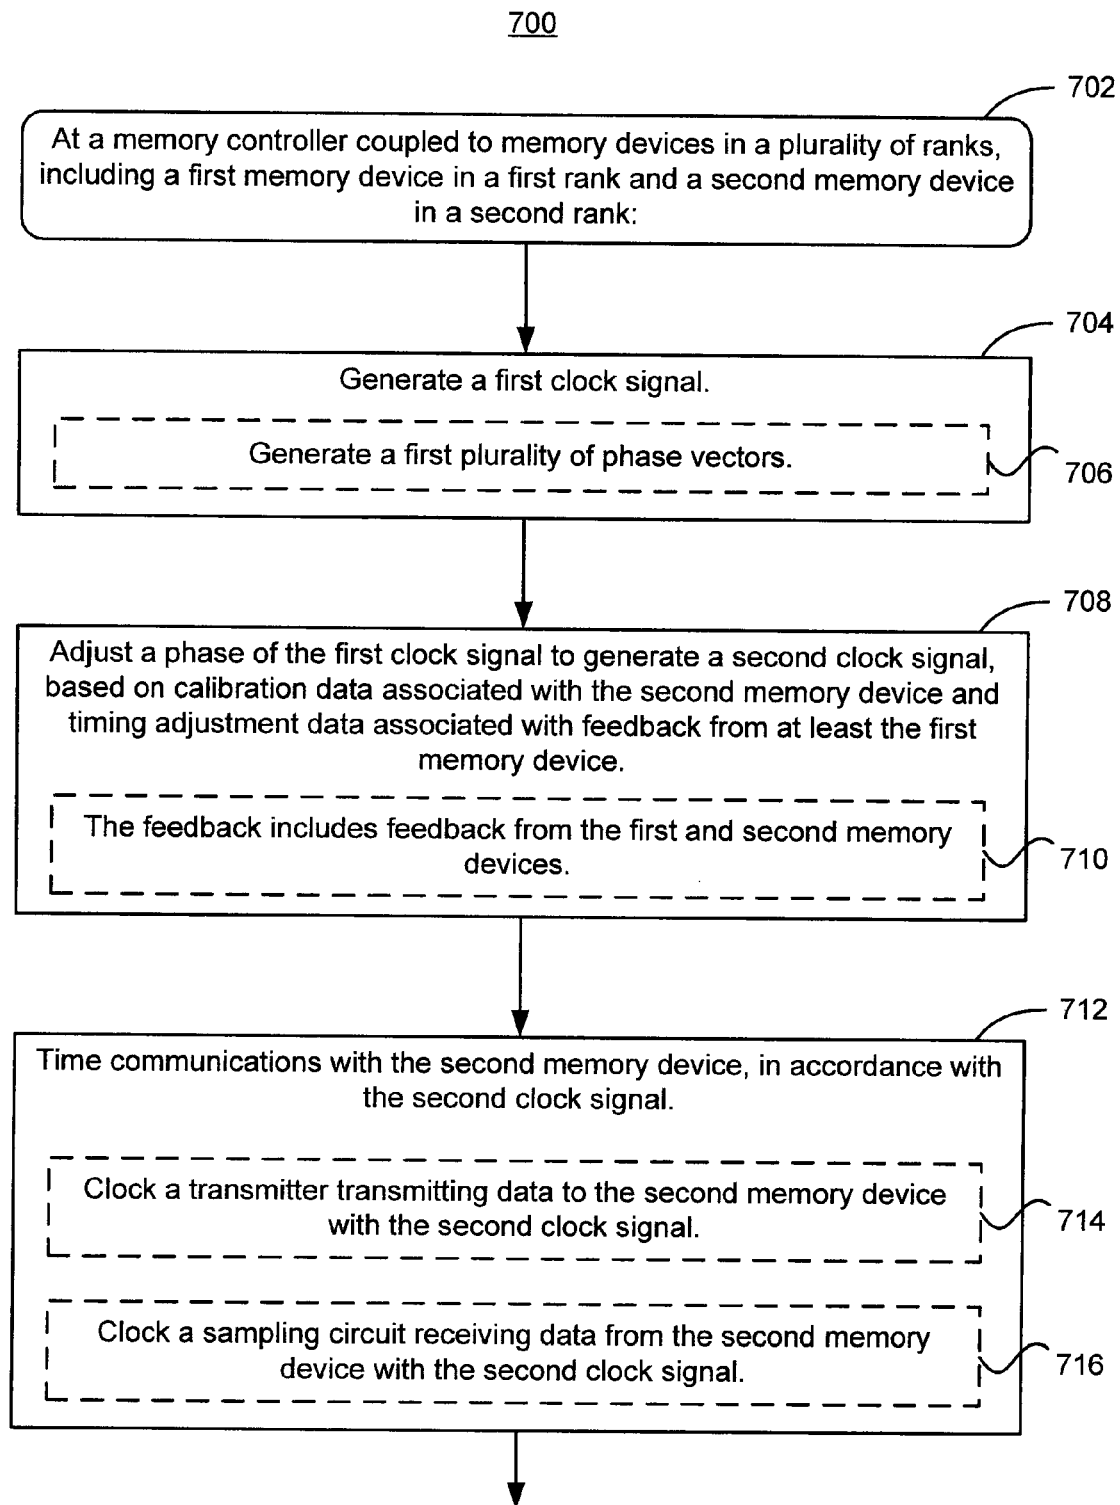 700
702
At a memory controller coupled to memory devices in a plurality of ranks,
including a first memory device in a first rank and a second memory device
in a second rank:
704
Generate a first clock signal.
Generate a first plurality of phase vectors.
706
708
Adjust a phase of the first clock signal to generate a second clock signal,
based on calibration data associated with the second memory device and
timing adjustment data associated with feedback from at least the first
memory device.
The feedback includes feedback from the first and second memory
devices.
710
712
Time communications with the second memory device, in accordance with
the second clock signal.
Clock a transmitter transmitting data to the second memory device
with the second clock signal.
714
Clock a sampling circuit receiving data from the second memory
device with the second clock signal.
716